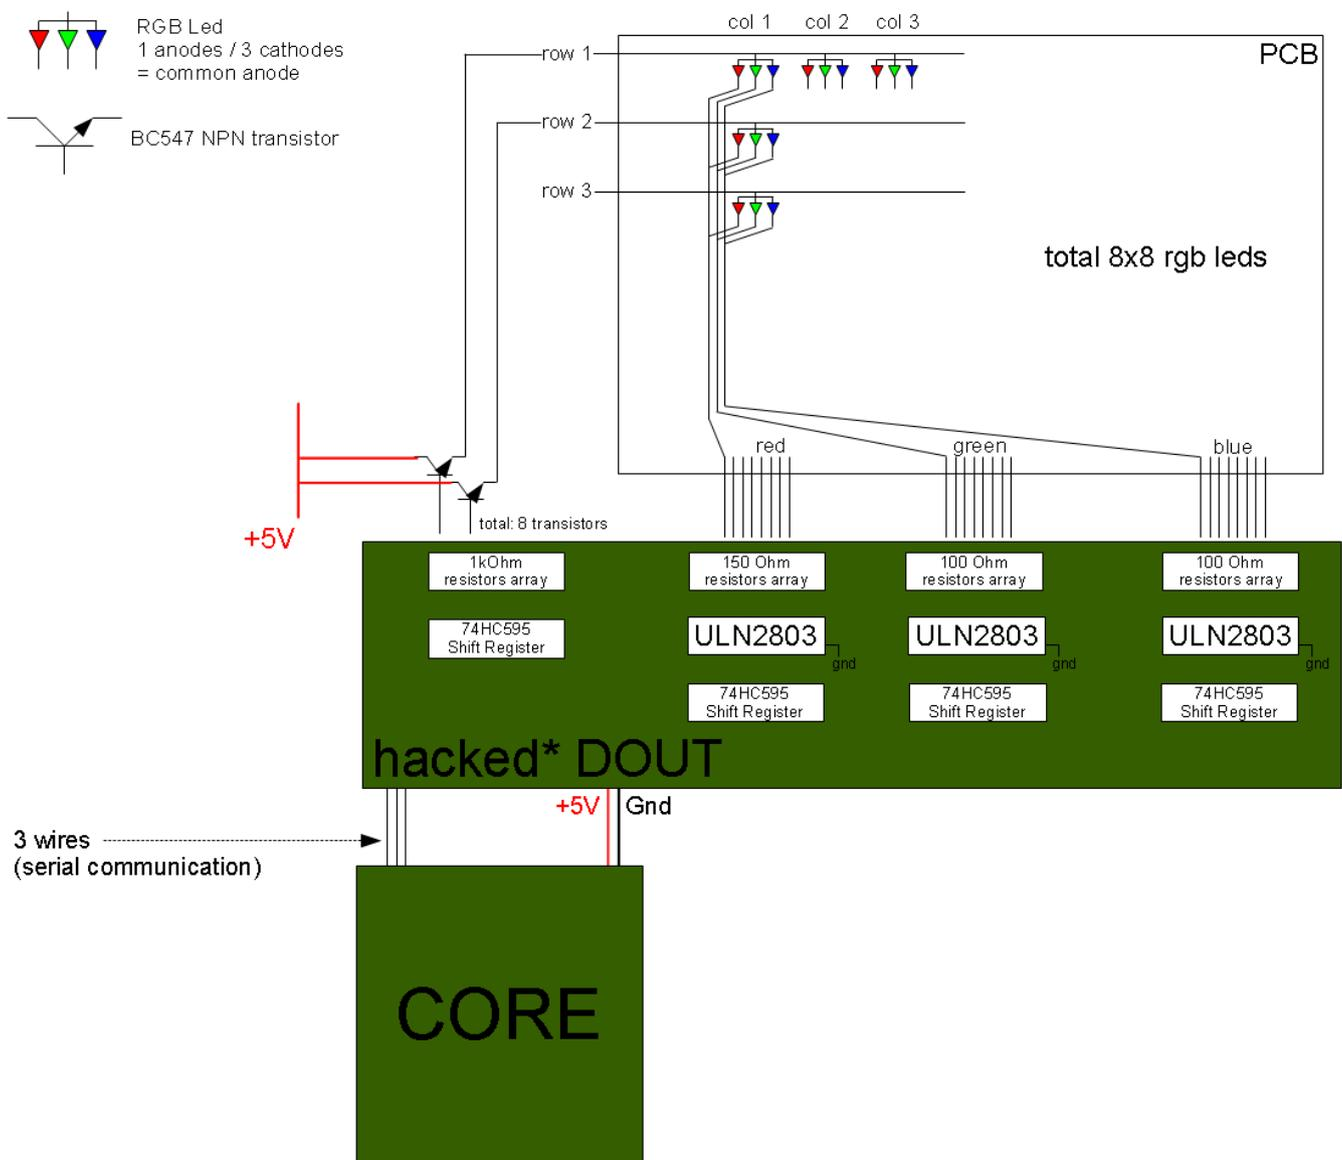 RGB Led
1 anodes / 3 cathodes
= common anode
BC547 NPN transistor
col 1
col 2
col 3
PCB
row 1
row 2
row 3
total 8x8 rgb leds
red
green
blue
+5V
total: 8 transistors
1kOhm
resistors array
150 Ohm
resistors array
100 Ohm
resistors array
100 Ohm
resistors array
74HC595
Shift Register
ULN2803
gnd
ULN2803
gnd
ULN2803
gnd
74HC595
Shift Register
74HC595
Shift Register
74HC595
Shift Register
hacked* DOUT
+5V
Gnd
3 wires
(serial communication)
CORE